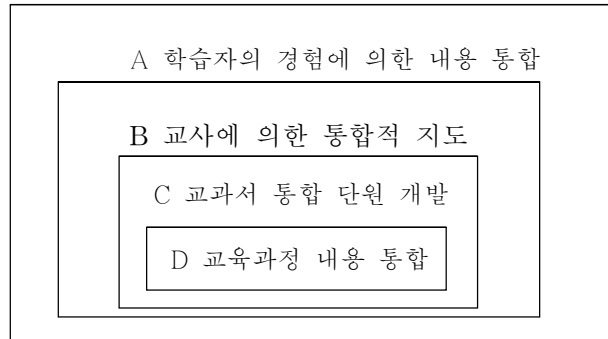 A 학습자의 경험에 의한 내용 통합
B 교사에 의한 통합적 지도
C 교과서 통합 단원 개발
D 교육과정 내용 통합